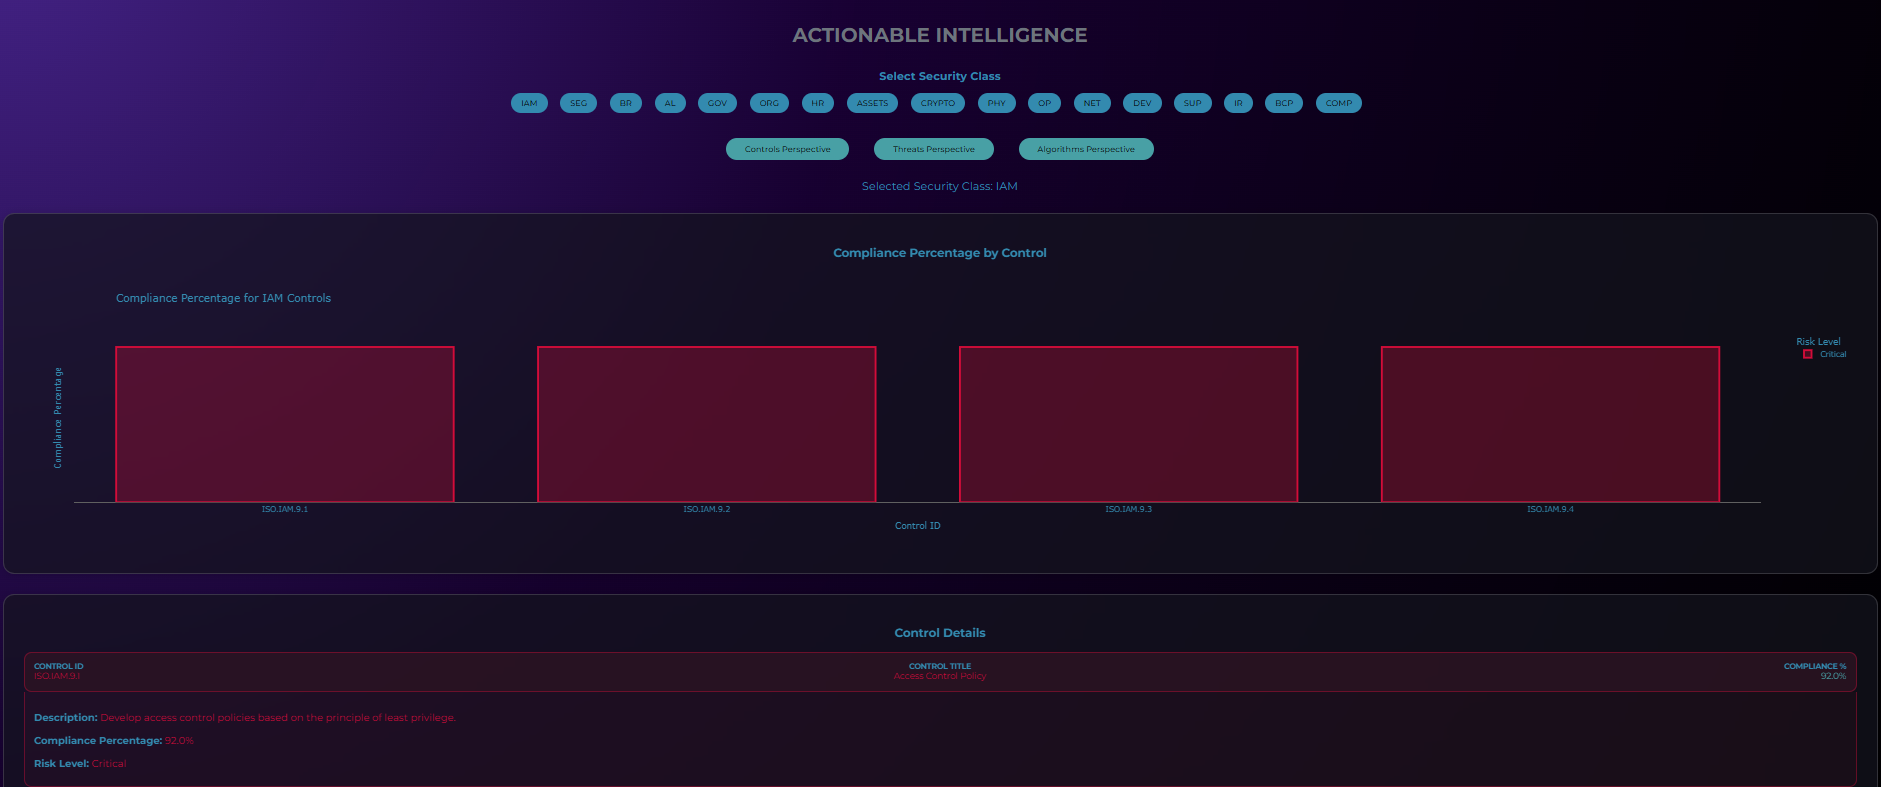 ACTIONABLE INTELLIGENCE
Select Security Class
IAM SEG BR AL GOV ORG HR ASSETS CRYPTO PHY OP NET DEV SUP IR BCP COMP
Controls Perspective Threats Perspective Algorithms Perspective
Selected Security Class: IAM
Compliance Percentage by Control
Compliance Percentage for IAM Controls
Compliance Percentage
Risk Level
Critical
ISO.IAM.9.1 ISO.IAM.9.2 ISO.IAM.9.3 ISO.IAM.9.4
Control ID
Control Details
CONTROL ID CONTROL TITLE COMPLIANCE %
ISO.IAM.9.1 Access Control Policy 92.0%
Description: Develop access control policies based on the principle of least privilege.
Compliance Percentage: 92.0%
Risk Level: Critical